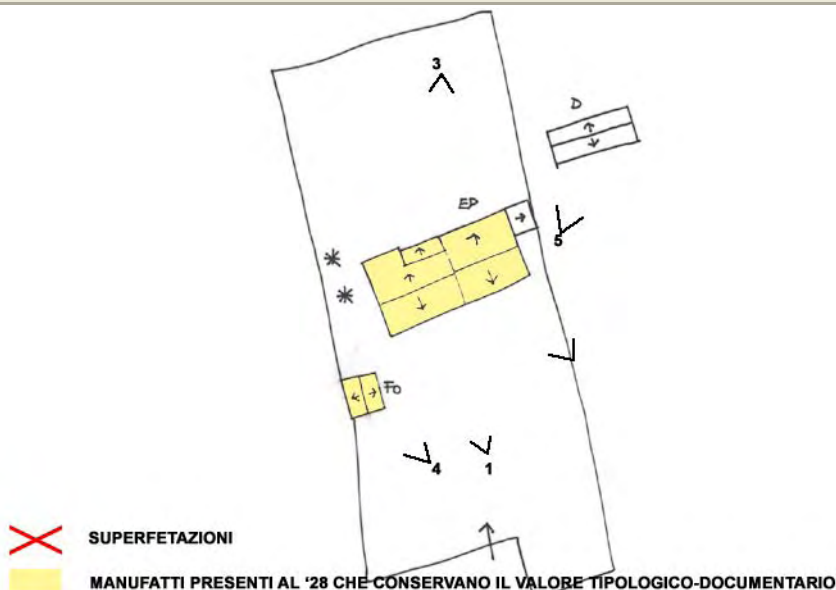 3
D
EP
5
FO
4
1
SUPERFETAZIONI
MANUFATTI PRESENTI AL '28 CHE CONSERVANO IL VALORE TIPOLOGICO-DOCUMENTARIO